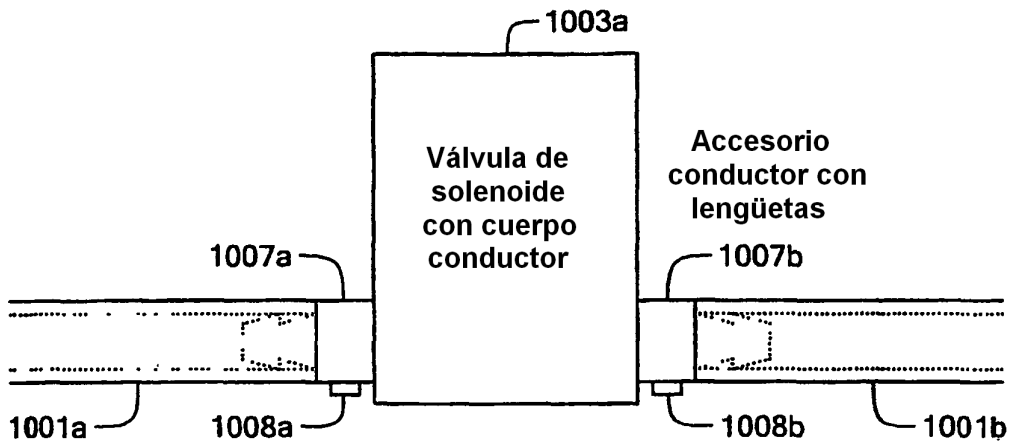 1003a
Válvula de
solenoide
con cuerpo
conductor
Accesorio
conductor con
lengüetas
1007a
1007b
1001a
1008a
1008b
1001b